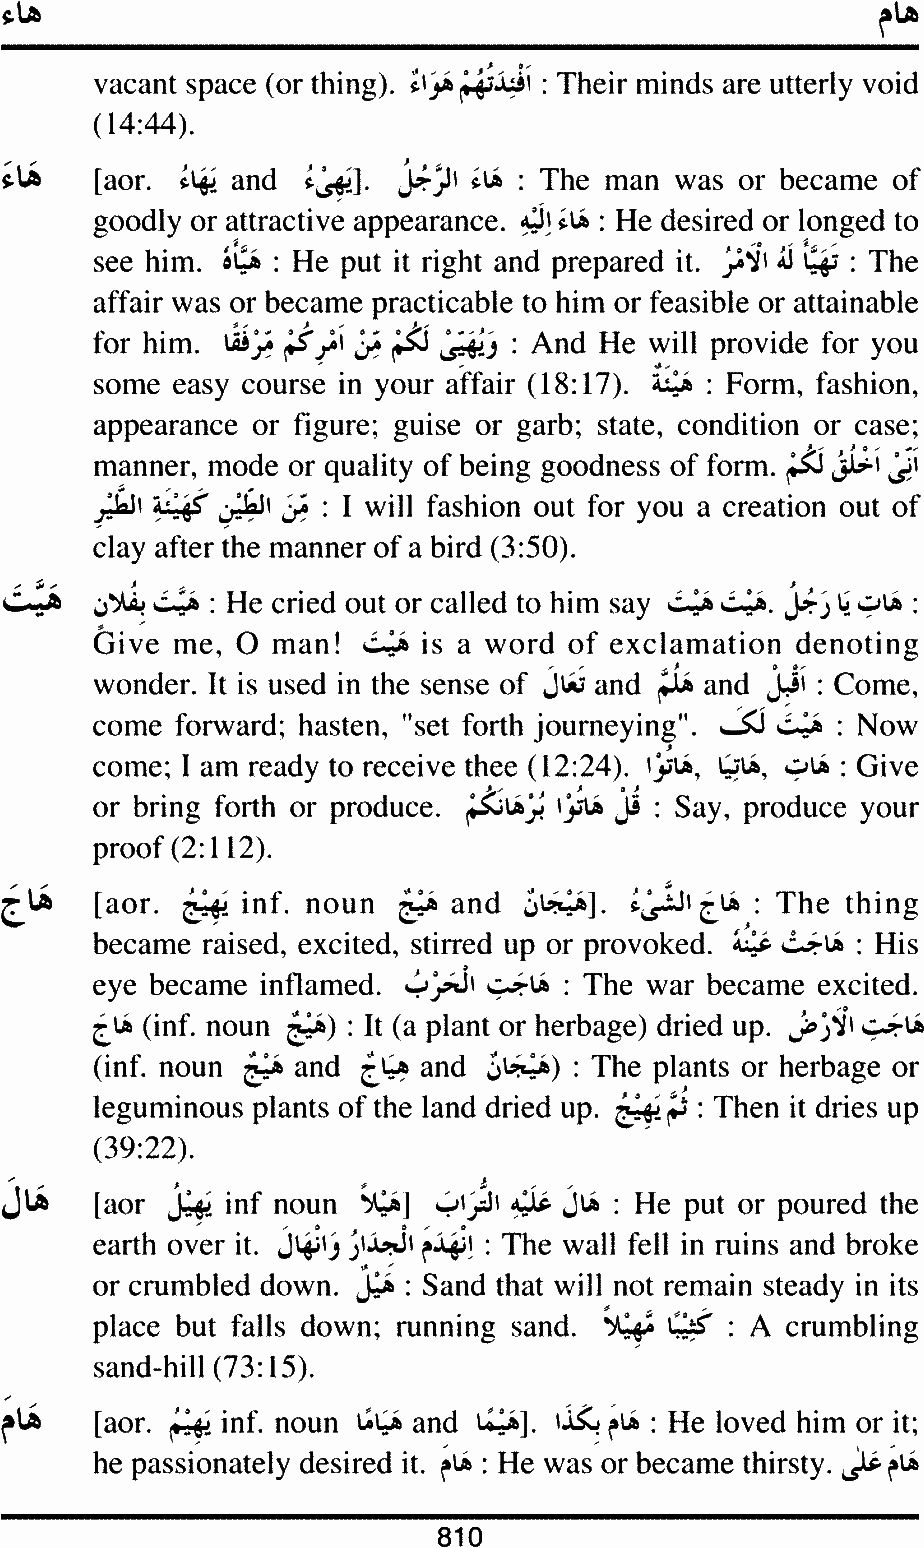 هاء هام
vacant space (or thing). اَفْئِدَتُهُمْ هَوَاءٌ : Their minds are utterly void
(14:44).
هَاءَ [aor. يَهَاءُ and يَهِيْءُ]. هَاءَ الرَّجُلُ : The man was or became of
goodly or attractive appearance. هَاءَ اِلَيْهِ : He desired or longed to
see him. هَيَّأَهُ : He put it right and prepared it. تَهَيَّأَ لَهُ الْاَمْرُ : The
affair was or became practicable to him or feasible or attainable
for him. وَيُهَيِّئْ لَكُمْ مِّنْ اَمْرِكُمْ مِّرْفَقًا : And He will provide for you
some easy course in your affair (18:17). هَيْئَةٌ : Form, fashion,
appearance or figure; guise or garb; state, condition or case;
manner, mode or quality of being goodness of form. اَنِّىْ اَخْلُقُ لَكُمْ
مِّنَ الطِّيْنِ كَهَيْئَةِ الطَّيْرِ : I will fashion out for you a creation out of
clay after the manner of a bird (3:50).
هَيَّتَ هَيَّتَ بِفُلَانٍ : He cried out or called to him say هَيْتَ هَيْتَ. هَاتِ يَا رَجُلُ :
Give me, O man! هَيْتَ is a word of exclamation denoting
wonder. It is used in the sense of تَعَالَ and هَلُمَّ and اَقْبِلْ : Come,
come forward; hasten, "set forth journeying". هَيْتَ لَکَ : Now
come; I am ready to receive thee (12:24). هَاتِ, هَاتِيَا, هَاتُوْا : Give
or bring forth or produce. قُلْ هَاتُوْا بُرْهَانَكُمْ : Say, produce your
proof (2:112).
هَاجَ [aor. يَهِيْجُ inf. noun هَيْجٌ and هَيْجَانٌ]. هَاجَ الشَّىْءُ : The thing
became raised, excited, stirred up or provoked. هَاجَتْ عَيْنُهُ : His
eye became inflamed. هَاجَتِ الْحَرْبُ : The war became excited.
هَاجَ (inf. noun هَيْجٌ) : It (a plant or herbage) dried up. هَاجَتِ الْاَرْضُ
(inf. noun هَيْجٌ and هِيَاجٌ and هَيْجَانٌ) : The plants or herbage or
leguminous plants of the land dried up. ثُمَّ يَهِيْجُ : Then it dries up
(39:22).
هَالَ [aor يَهِيْلُ inf noun هَيْلاً] هَالَ عَلَيْهِ التُّرَابَ : He put or poured the
earth over it. اِنْهَدَمَ الْجِدَارُ وَانْهَالَ : The wall fell in ruins and broke
or crumbled down. هَيْلٌ : Sand that will not remain steady in its
place but falls down; running sand. كَثِيْبًا مَّهِيْلاً : A crumbling
sand-hill (73:15).
هَامَ [aor. يَهِيْمُ inf. noun هَيَامًا and هَيْمًا]. هَامَ بِكَذَا : He loved him or it;
he passionately desired it. هَامَ : He was or became thirsty. هَامَ عَلٰى
810